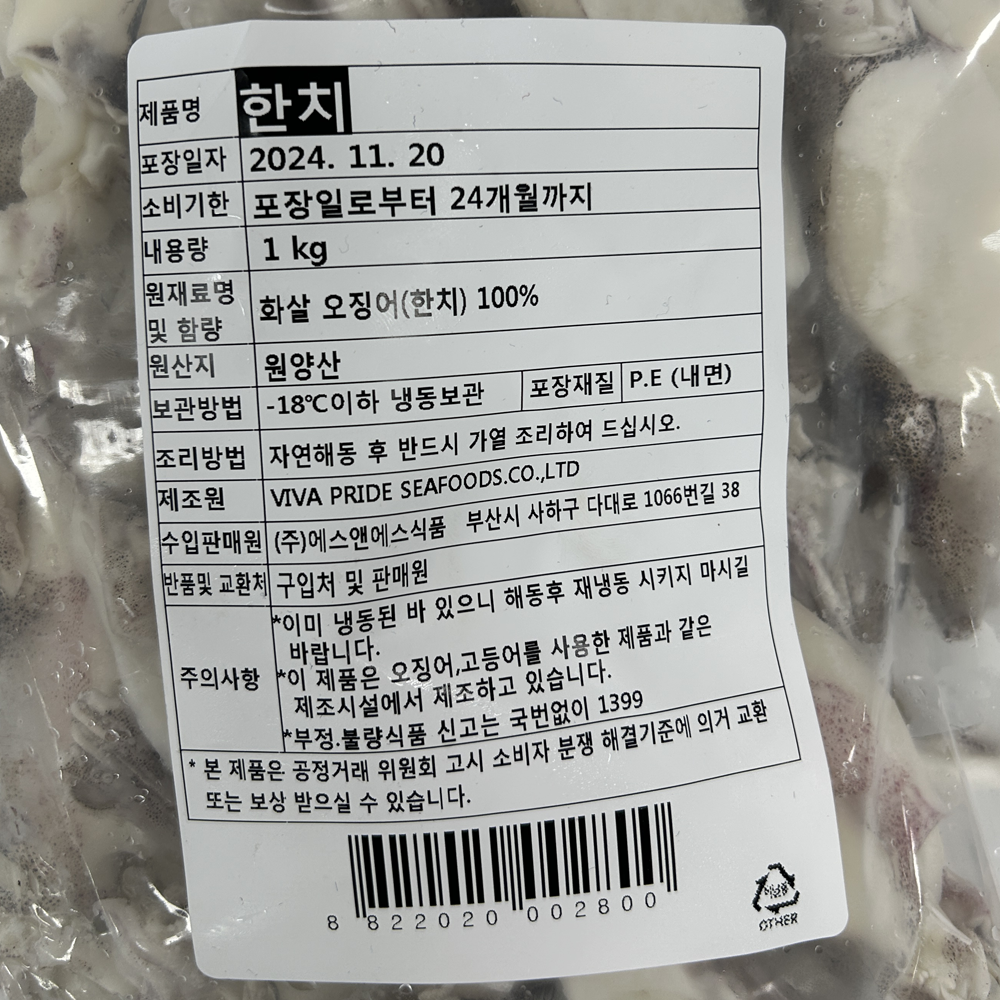 제품명 한치
포장일자 2024. 11. 20
소비기한 포장일로부터 24개월까지
내용량 1 kg
원재료명
및 함량 화살 오징어(한치) 100%
원산지 원양산
보관방법 -18℃이하 냉동보관 포장재질 P.E (내면)
조리방법 자연해동 후 반드시 가열 조리하여 드십시오.
제조원 VIVA PRIDE SEAFOODS.CO.,LTD
수입판매원 (주)에스앤에스식품 부산시 사하구 다대로 1066번길 38
반품및 교환처 구입처 및 판매원
주의사항
*이미 냉동된 바 있으니 해동후 재냉동 시키지 마시길
바랍니다.
*이 제품은 오징어,고등어를 사용한 제품과 같은
제조시설에서 제조하고 있습니다.
*부정.불량식품 신고는 국번없이 1399
* 본 제품은 공정거래 위원회 고시 소비자 분쟁 해결기준에 의거 교환
또는 보상 받으실 수 있습니다.
8 822020 002800
OTHER